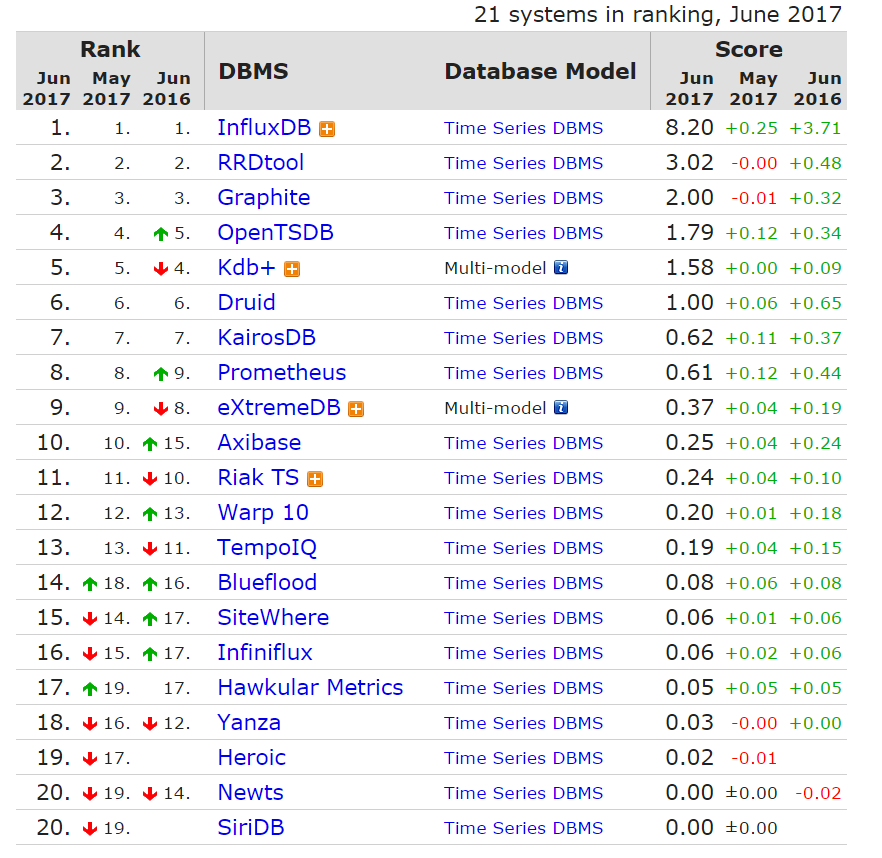 21 systems in ranking, June 2017
Rank DBMS Database Model Score
Jun 2017 May 2017 Jun 2016 Jun 2017 May 2017 Jun 2016
1. 1. 1. InfluxDB Time Series DBMS 8.20 +0.25 +3.71
2. 2. 2. RRDtool Time Series DBMS 3.02 -0.00 +0.48
3. 3. 3. Graphite Time Series DBMS 2.00 -0.01 +0.32
4. 4. 5. OpenTSDB Time Series DBMS 1.79 +0.12 +0.34
5. 5. 4. Kdb+ Multi-model 1.58 +0.00 +0.09
6. 6. 6. Druid Time Series DBMS 1.00 +0.06 +0.65
7. 7. 7. KairosDB Time Series DBMS 0.62 +0.11 +0.37
8. 8. 9. Prometheus Time Series DBMS 0.61 +0.12 +0.44
9. 9. 8. eXtremeDB Multi-model 0.37 +0.04 +0.19
10. 10. 15. Axibase Time Series DBMS 0.25 +0.04 +0.24
11. 11. 10. Riak TS Time Series DBMS 0.24 +0.04 +0.10
12. 12. 13. Warp 10 Time Series DBMS 0.20 +0.01 +0.18
13. 13. 11. TempoIQ Time Series DBMS 0.19 +0.04 +0.15
14. 18. 16. Blueflood Time Series DBMS 0.08 +0.06 +0.08
15. 14. 17. SiteWhere Time Series DBMS 0.06 +0.01 +0.06
16. 15. 17. Infiniflux Time Series DBMS 0.06 +0.02 +0.06
17. 19. 17. Hawkular Metrics Time Series DBMS 0.05 +0.05 +0.05
18. 16. 12. Yanza Time Series DBMS 0.03 -0.00 +0.00
19. 17. Heroic Time Series DBMS 0.02 -0.01
20. 19. 14. Newts Time Series DBMS 0.00 ±0.00 -0.02
20. 19. SiriDB Time Series DBMS 0.00 ±0.00